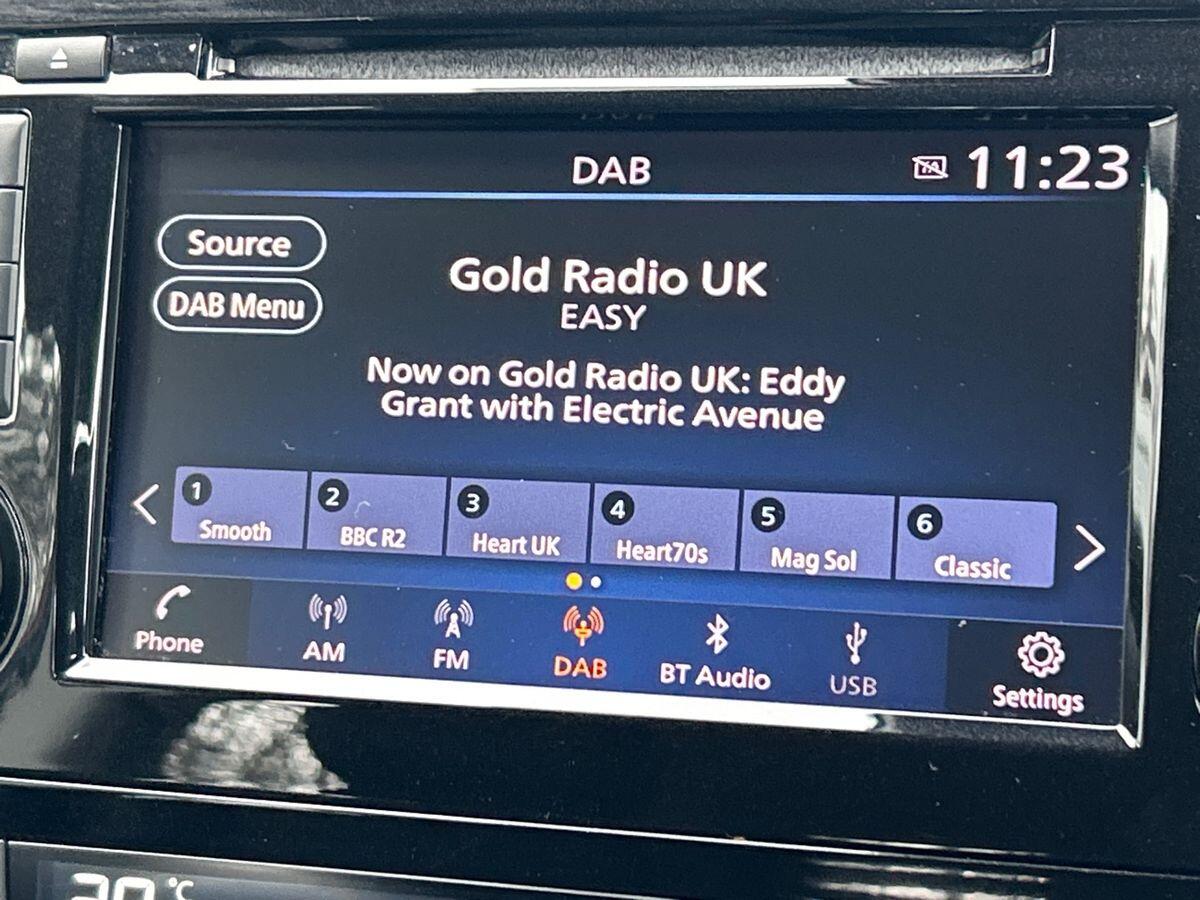 DAB
TA 11:23
Source
DAB Menu
Gold Radio UK
EASY
Now on Gold Radio UK: Eddy
Grant with Electric Avenue
1 Smooth
2 BBC R2
3 Heart UK
4 Heart70s
5 Mag Sol
6 Classic
Phone
AM
FM
DAB
BT Audio
USB
Settings
°C